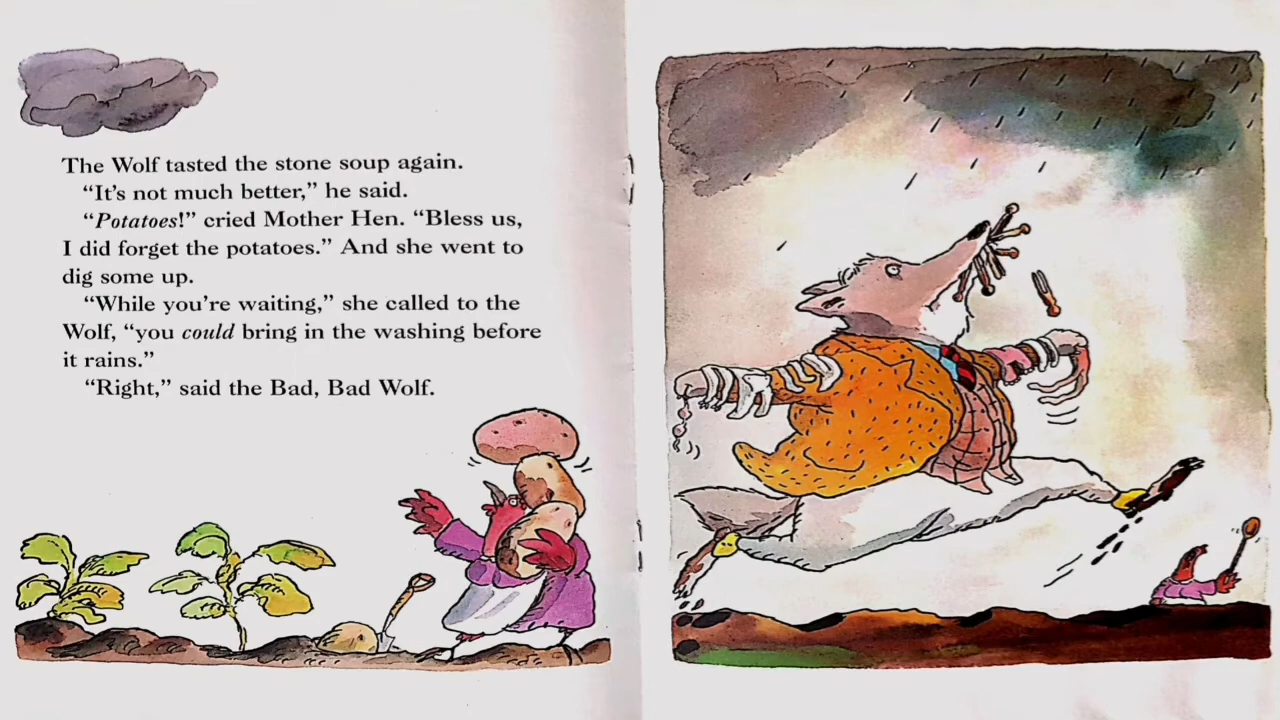 The Wolf tasted the stone soup again.
“It’s not much better,” he said.
“Potatoes!” cried Mother Hen. “Bless us,
I did forget the potatoes.” And she went to
dig some up.
“While you’re waiting,” she called to the
Wolf, “you could bring in the washing before
it rains.”
“Right,” said the Bad, Bad Wolf.